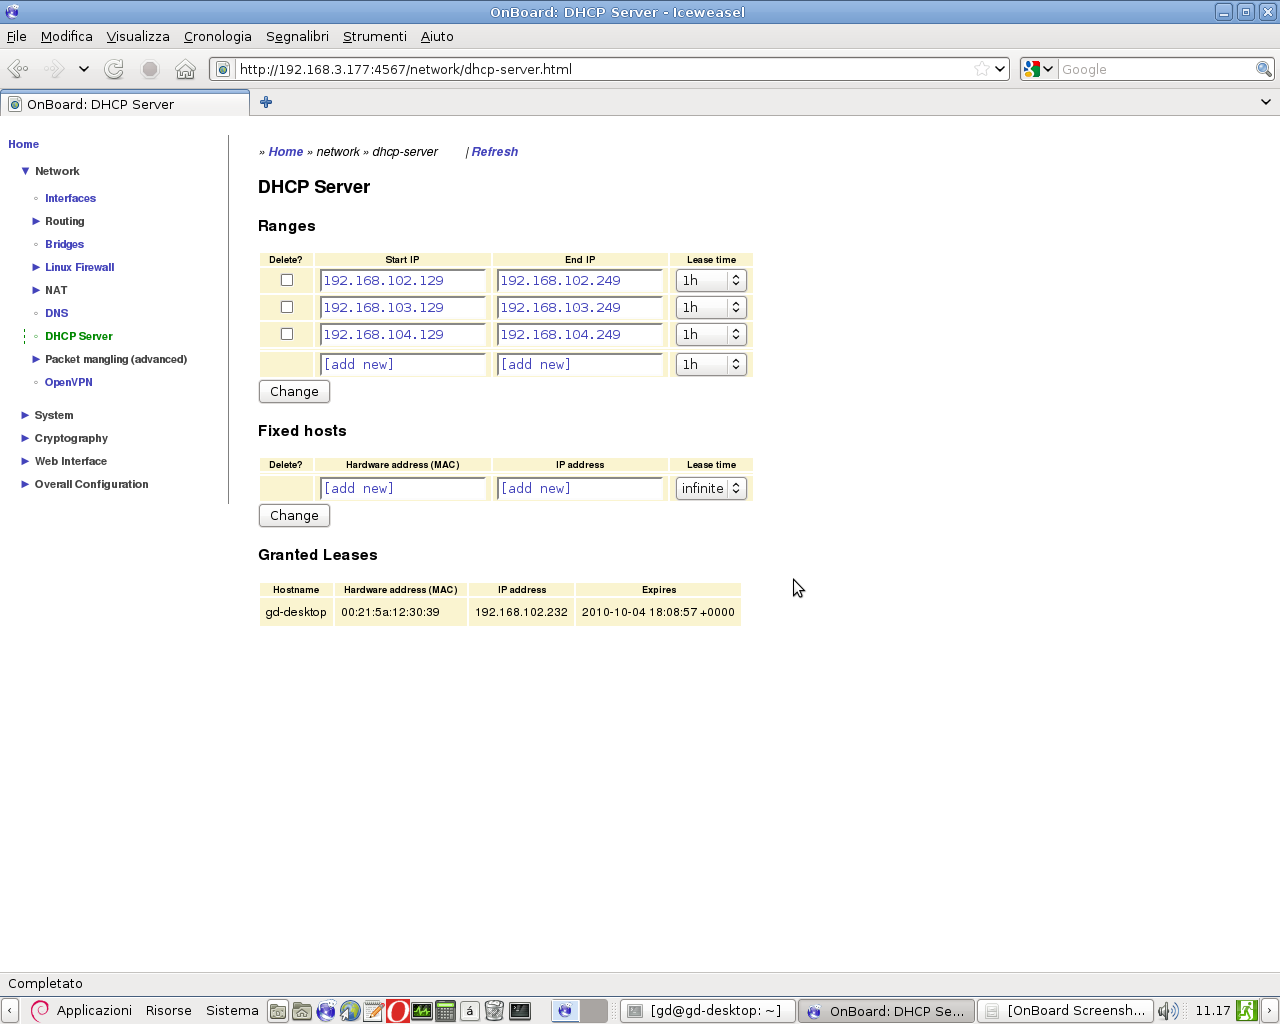 OnBoard: DHCP Server - Iceweasel
File Modifica Visualizza Cronologia Segnalibri Strumenti Aiuto
http://192.168.3.177:4567/network/dhcp-server.html Google
OnBoard: DHCP Server
Home
▼ Network
Interfaces
► Routing
Bridges
► Linux Firewall
► NAT
DNS
DHCP Server
► Packet mangling (advanced)
OpenVPN
► System
► Cryptography
► Web Interface
► Overall Configuration
» Home » network » dhcp-server | Refresh
DHCP Server
Ranges
Delete? Start IP End IP Lease time
192.168.102.129 192.168.102.249 1h
192.168.103.129 192.168.103.249 1h
192.168.104.129 192.168.104.249 1h
[add new] [add new] 1h
Change
Fixed hosts
Delete? Hardware address (MAC) IP address Lease time
[add new] [add new] infinite
Change
Granted Leases
Hostname Hardware address (MAC) IP address Expires
gd-desktop 00:21:5a:12:30:39 192.168.102.232 2010-10-04 18:08:57 +0000
Completato
Applicazioni Risorse Sistema á [gd@gd-desktop: ~] OnBoard: DHCP Se... [OnBoard Screensh... 11.17